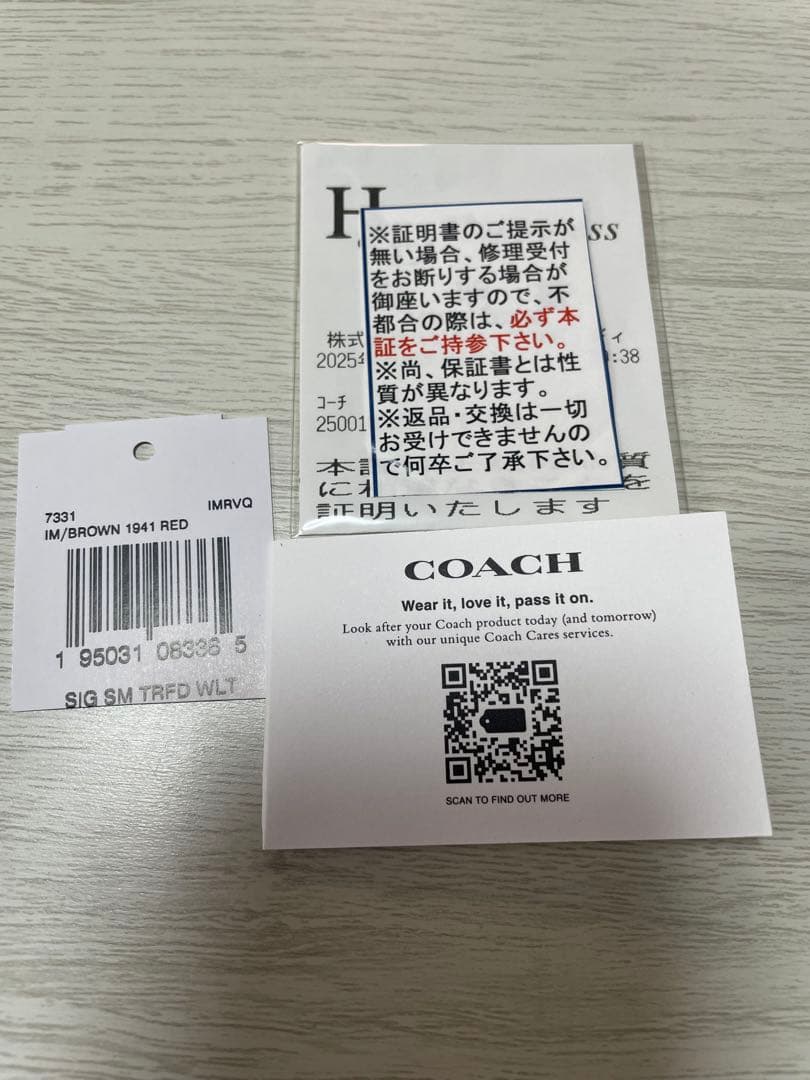 H
ss
※証明書のご提示が
無い場合、修理受付
をお断りする場合が
御座いますので、不
都合の際は、必ず本
証をご持参下さい。
※尚、保証書とは性
質が異なります。
※返品・交換は一切
お受けできませんの
で何卒ご了承下さい。
株式
ィ
2025
:38
コーチ
25001
本
質
に
を
証明いたします
7331
IMRVQ
IM/BROWN 1941 RED
1 95031 08336 5
SIG SM TRFD WLT
COACH
Wear it, love it, pass it on.
Look after your Coach product today (and tomorrow)
with our unique Coach Cares services.
SCAN TO FIND OUT MORE